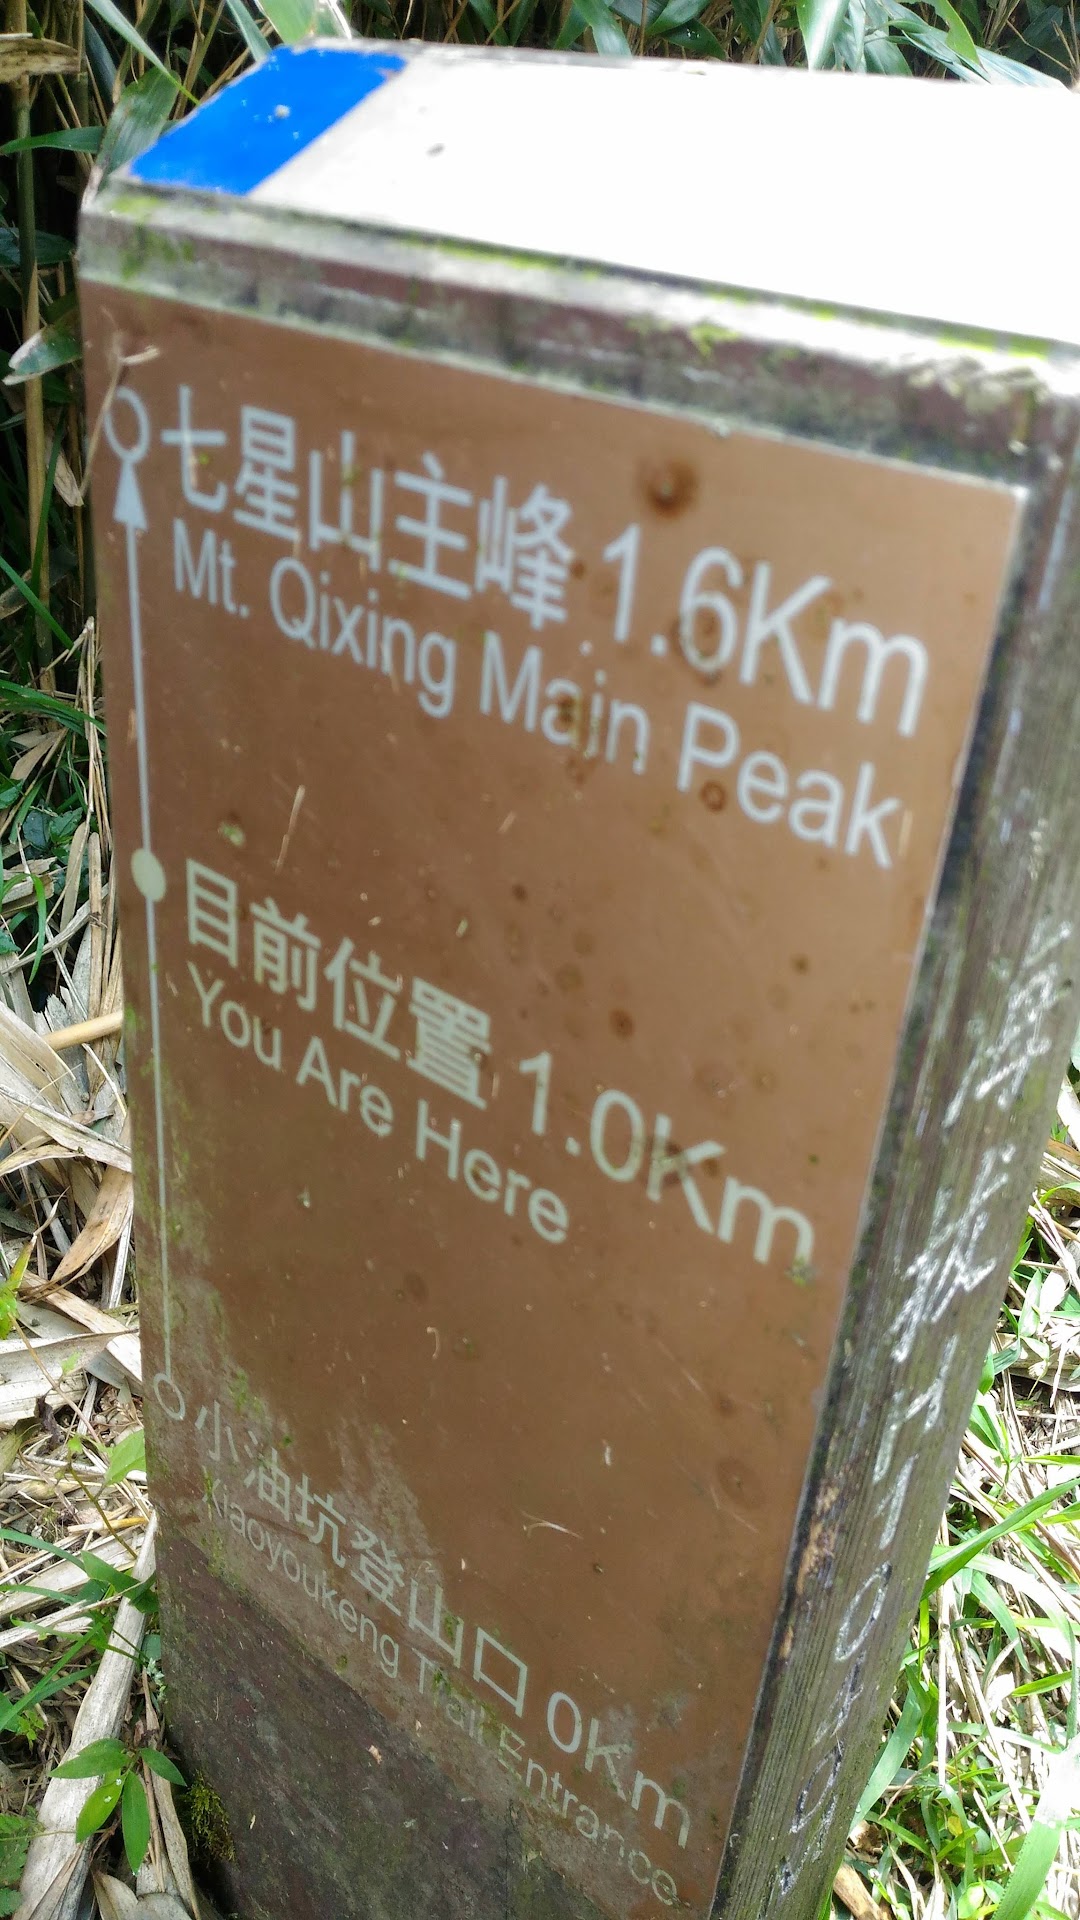 七星山主峰 1.6Km
Mt. Qixing Main Peak
目前位置 1.0Km
You Are Here
小油坑登山口 0Km
Xiaoyoukeng Trail Entrance